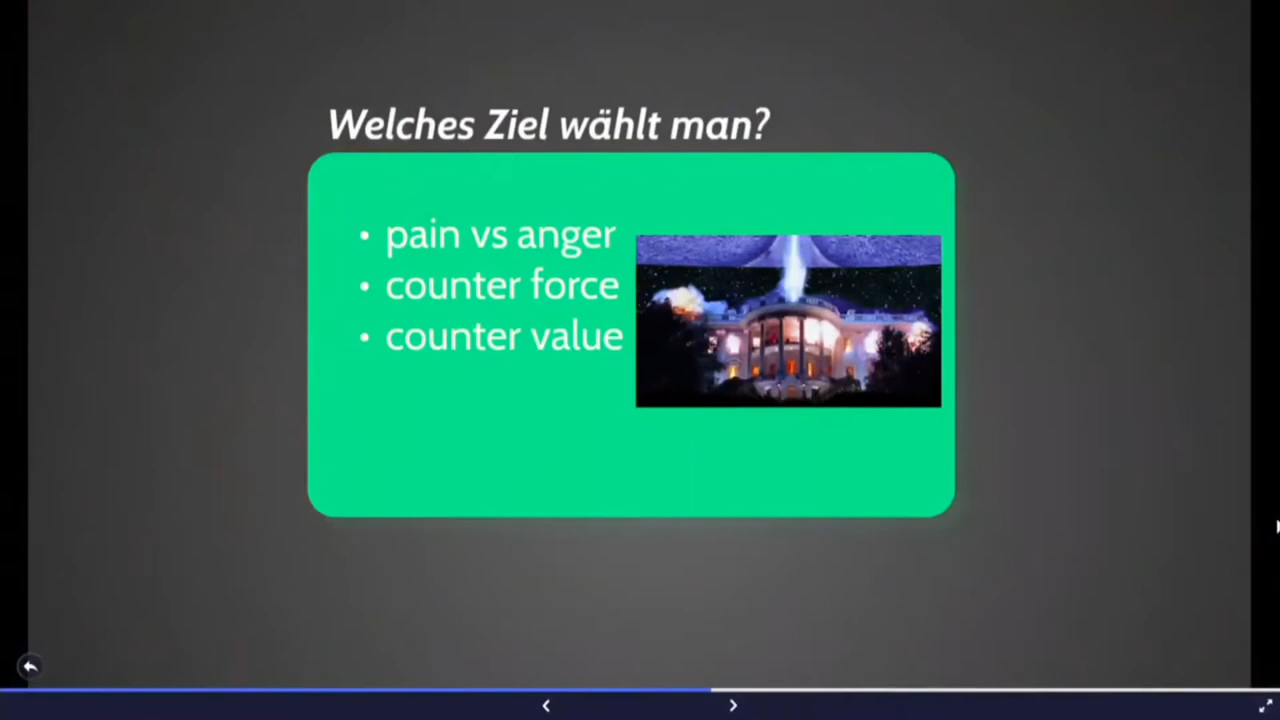 Welches Ziel wählt man?
• pain vs anger
• counter force
• counter value